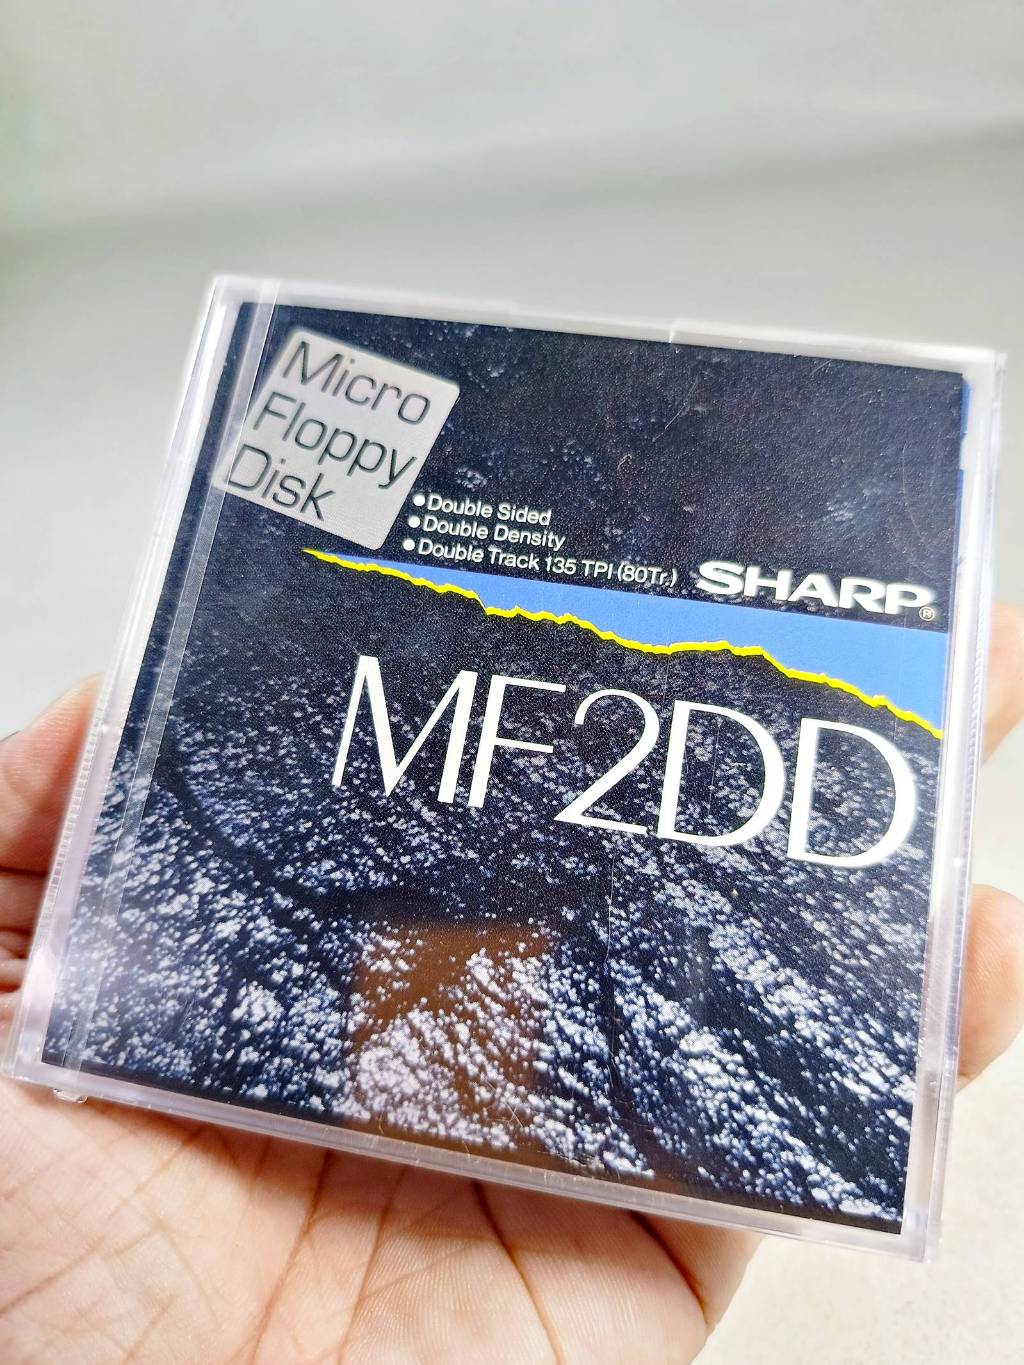 Micro
Floppy
Disk
●Double Sided
●Double Density
●Double Track 135 TPI (80Tr.)
SHARP®
MF2DD